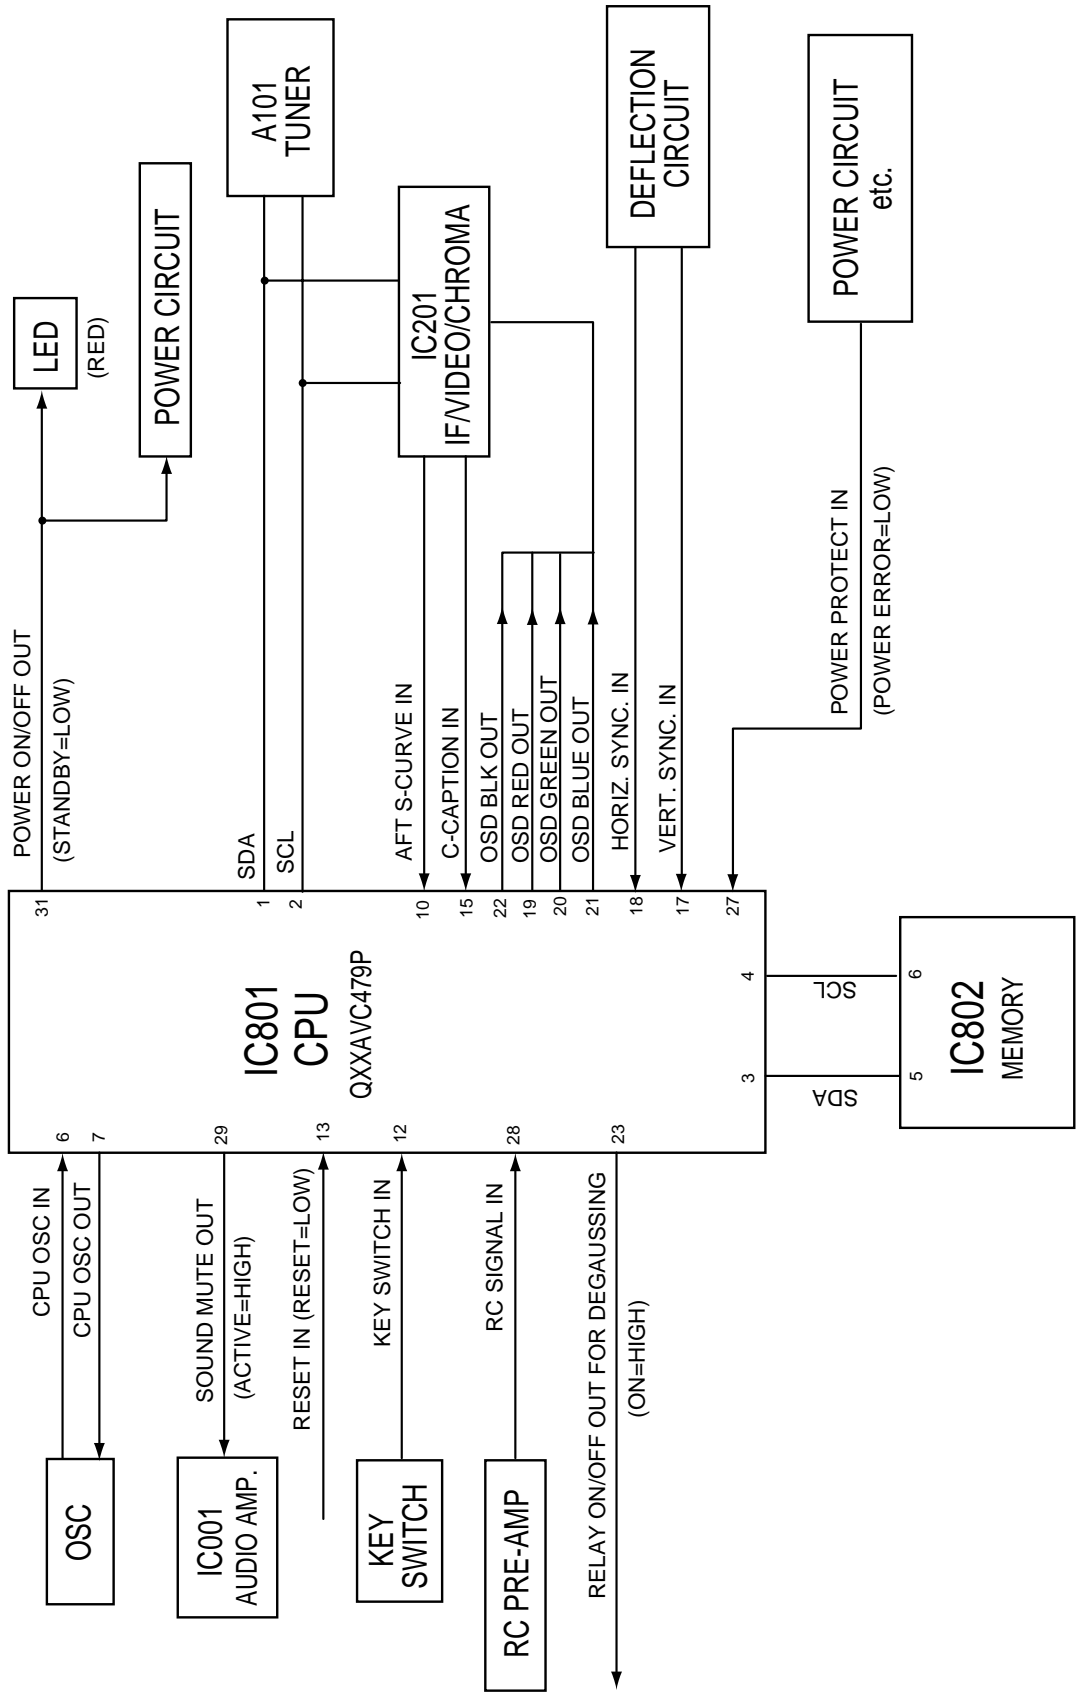 OSC
CPU OSC IN
CPU OSC OUT
6
7
IC001
AUDIO AMP.
SOUND MUTE OUT
(ACTIVE=HIGH)
29
RESET IN (RESET=LOW)
13
KEY
SWITCH
KEY SWITCH IN
12
RC PRE-AMP
RC SIGNAL IN
28
RELAY ON/OFF OUT FOR DEGAUSSING
(ON=HIGH)
23
IC801
CPU
QXXAVC479P
31
POWER ON/OFF OUT
(STANDBY=LOW)
LED
(RED)
POWER CIRCUIT
1
SDA
2
SCL
A101
TUNER
IC201
IF/VIDEO/CHROMA
10
AFT S-CURVE IN
15
C-CAPTION IN
22
OSD BLK OUT
19
OSD RED OUT
20
OSD GREEN OUT
21
OSD BLUE OUT
18
HORIZ. SYNC. IN
17
VERT. SYNC. IN
DEFLECTION
CIRCUIT
27
POWER PROTECT IN
(POWER ERROR=LOW)
POWER CIRCUIT
etc.
3
4
SDA
SCL
5
6
IC802
MEMORY